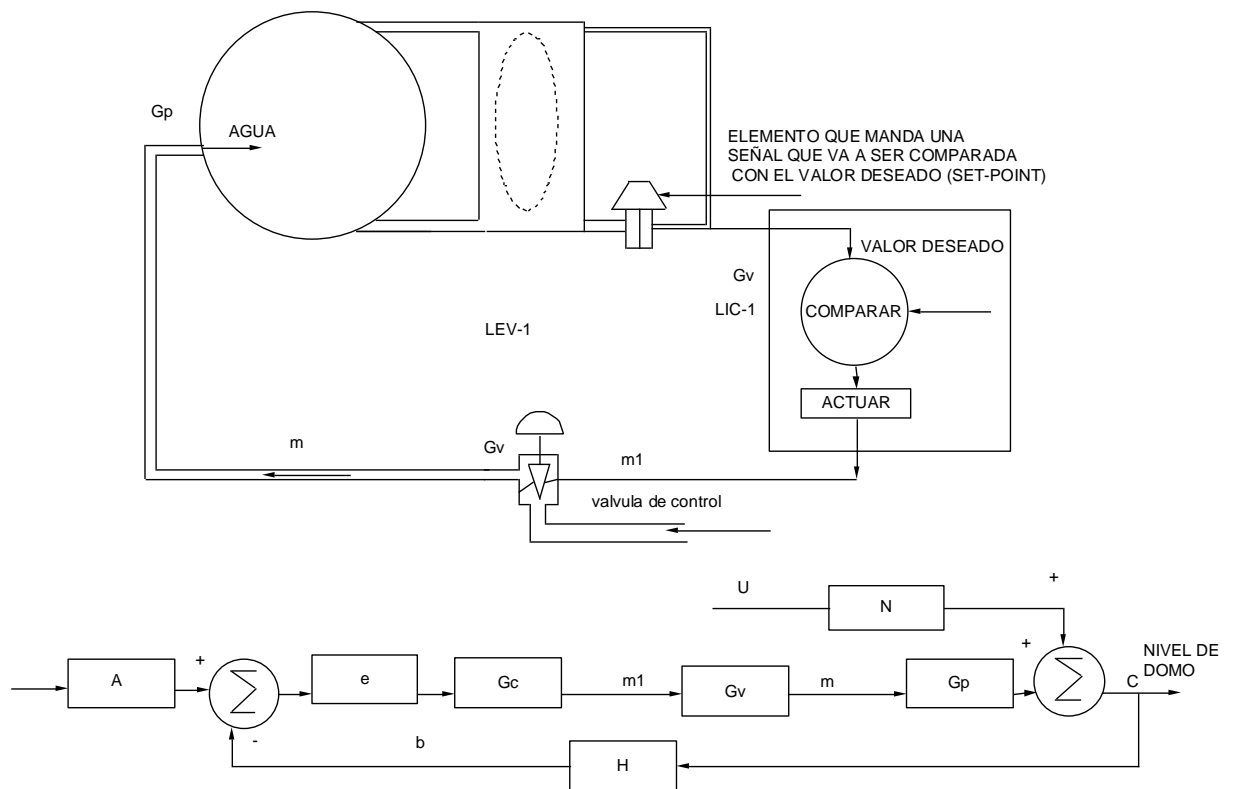 Gp
AGUA
ELEMENTO QUE MANDA UNA
SEÑAL QUE VA A SER COMPARADA
CON EL VALOR DESEADO (SET-POINT)
VALOR DESEADO
Gv
LIC-1
COMPARAR
LEV-1
ACTUAR
m
Gv
m1
valvula de control
U
N
+
A
+
Σ
e
Gc
m1
Gv
m
Gp
+
Σ
C
NIVEL DE
DOMO
-
b
H